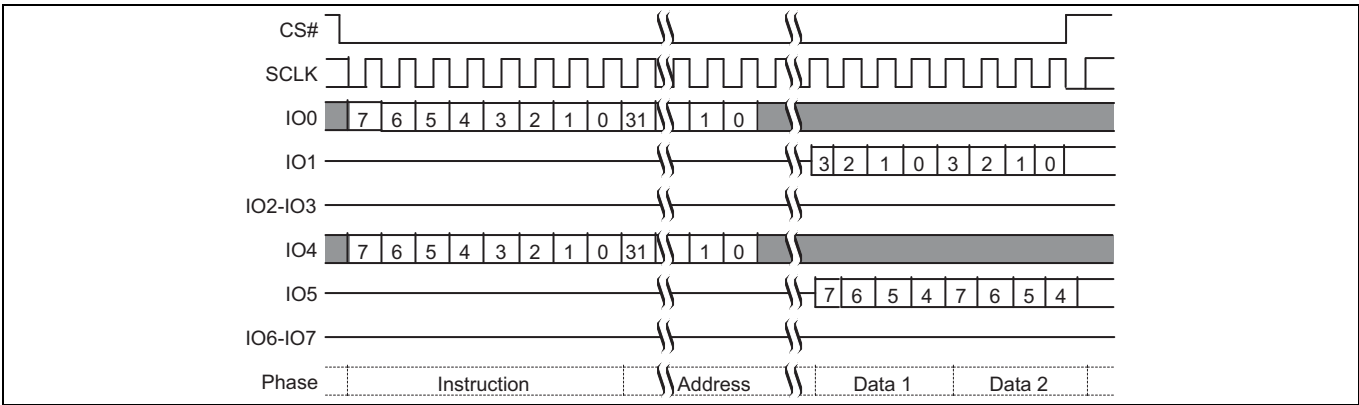 CS#
SCLK
IO0 7 6 5 4 3 2 1 0 31 1 0
IO1 3 2 1 0 3 2 1 0
IO2-IO3
IO4 7 6 5 4 3 2 1 0 31 1 0
IO5 7 6 5 4 7 6 5 4
IO6-IO7
Phase Instruction Address Data 1 Data 2